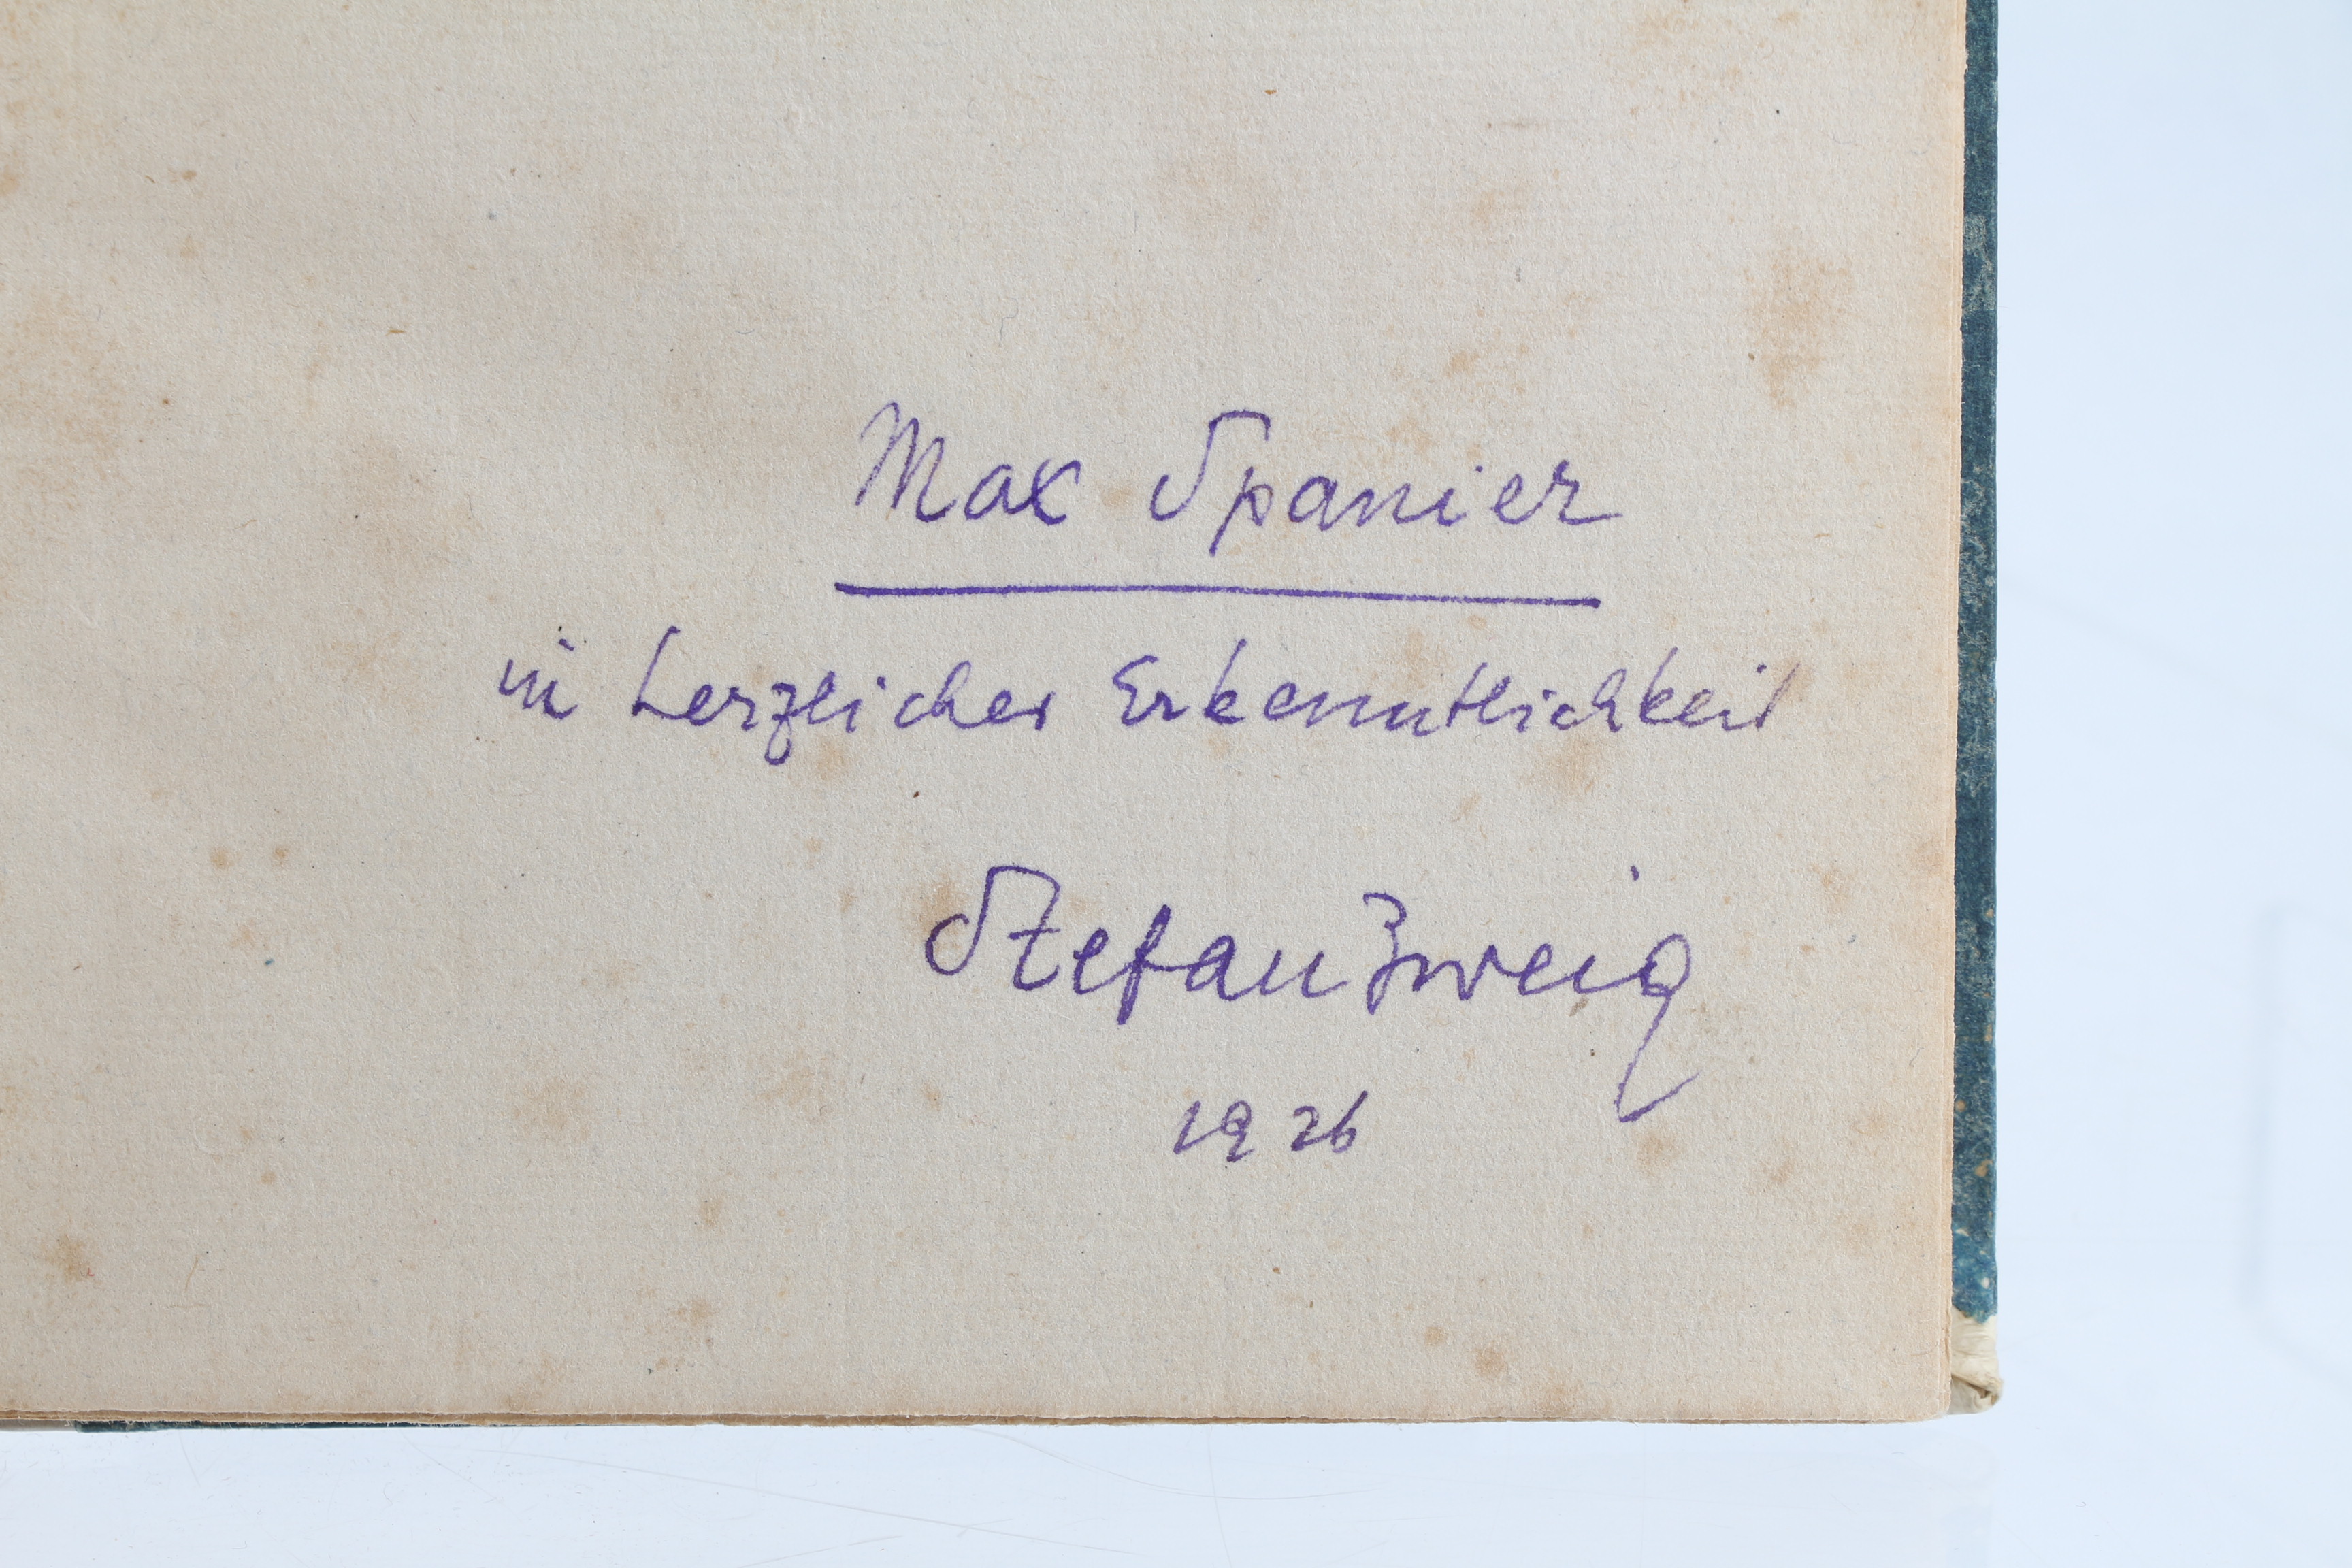 Max Spanier
in herzlicher Erkenntlichkeit
Stefan Zweig
1926